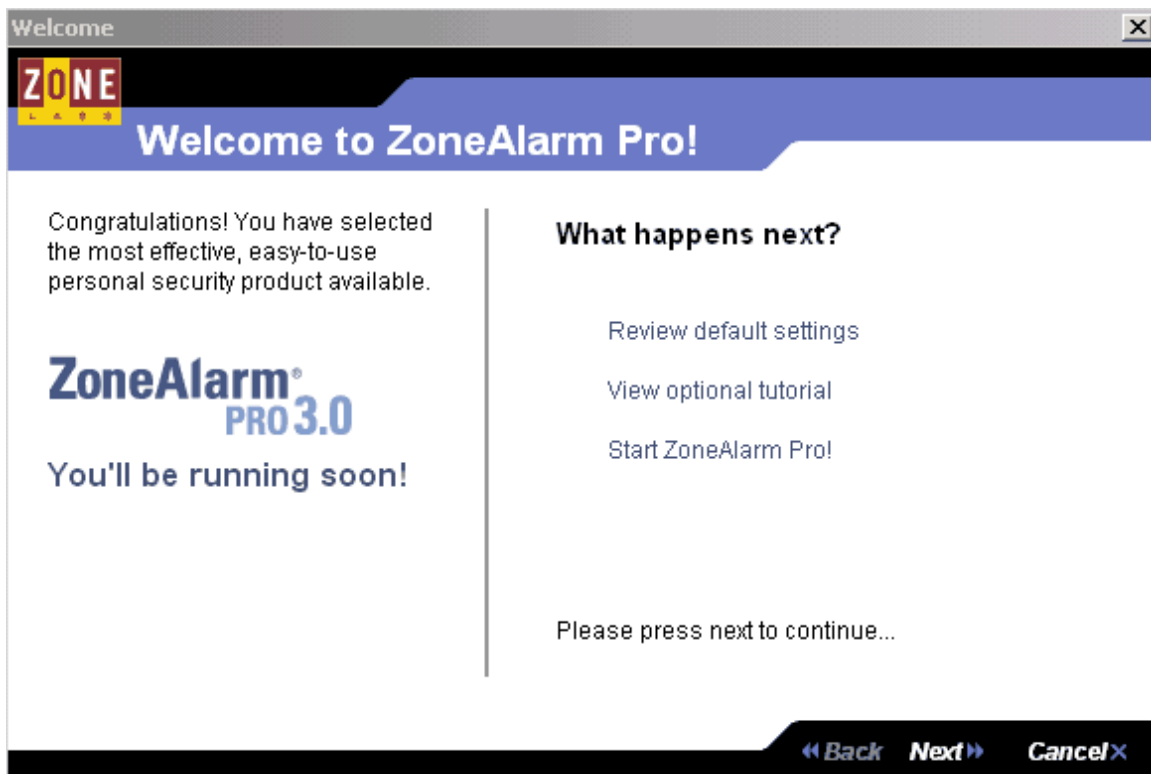 Welcome
ZONE
LABS
Welcome to ZoneAlarm Pro!
Congratulations! You have selected
the most effective, easy-to-use
personal security product available.
ZoneAlarm®
PRO 3.0
You'll be running soon!
What happens next?
Review default settings
View optional tutorial
Start ZoneAlarm Pro!
Please press next to continue...
Back Next Cancel